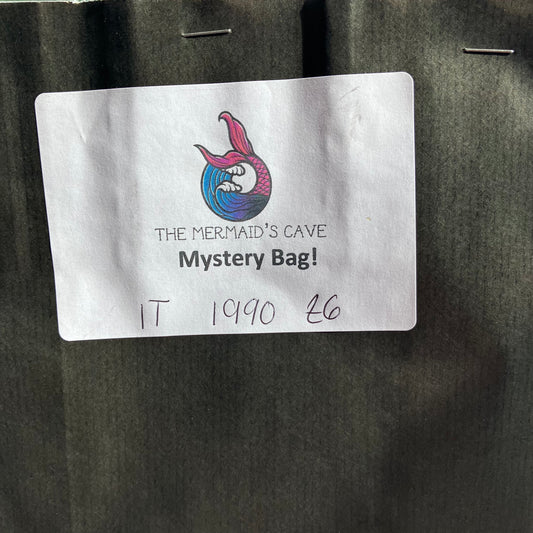 THE MERMAID'S CAVE
Mystery Bag!
IT 1990 £6